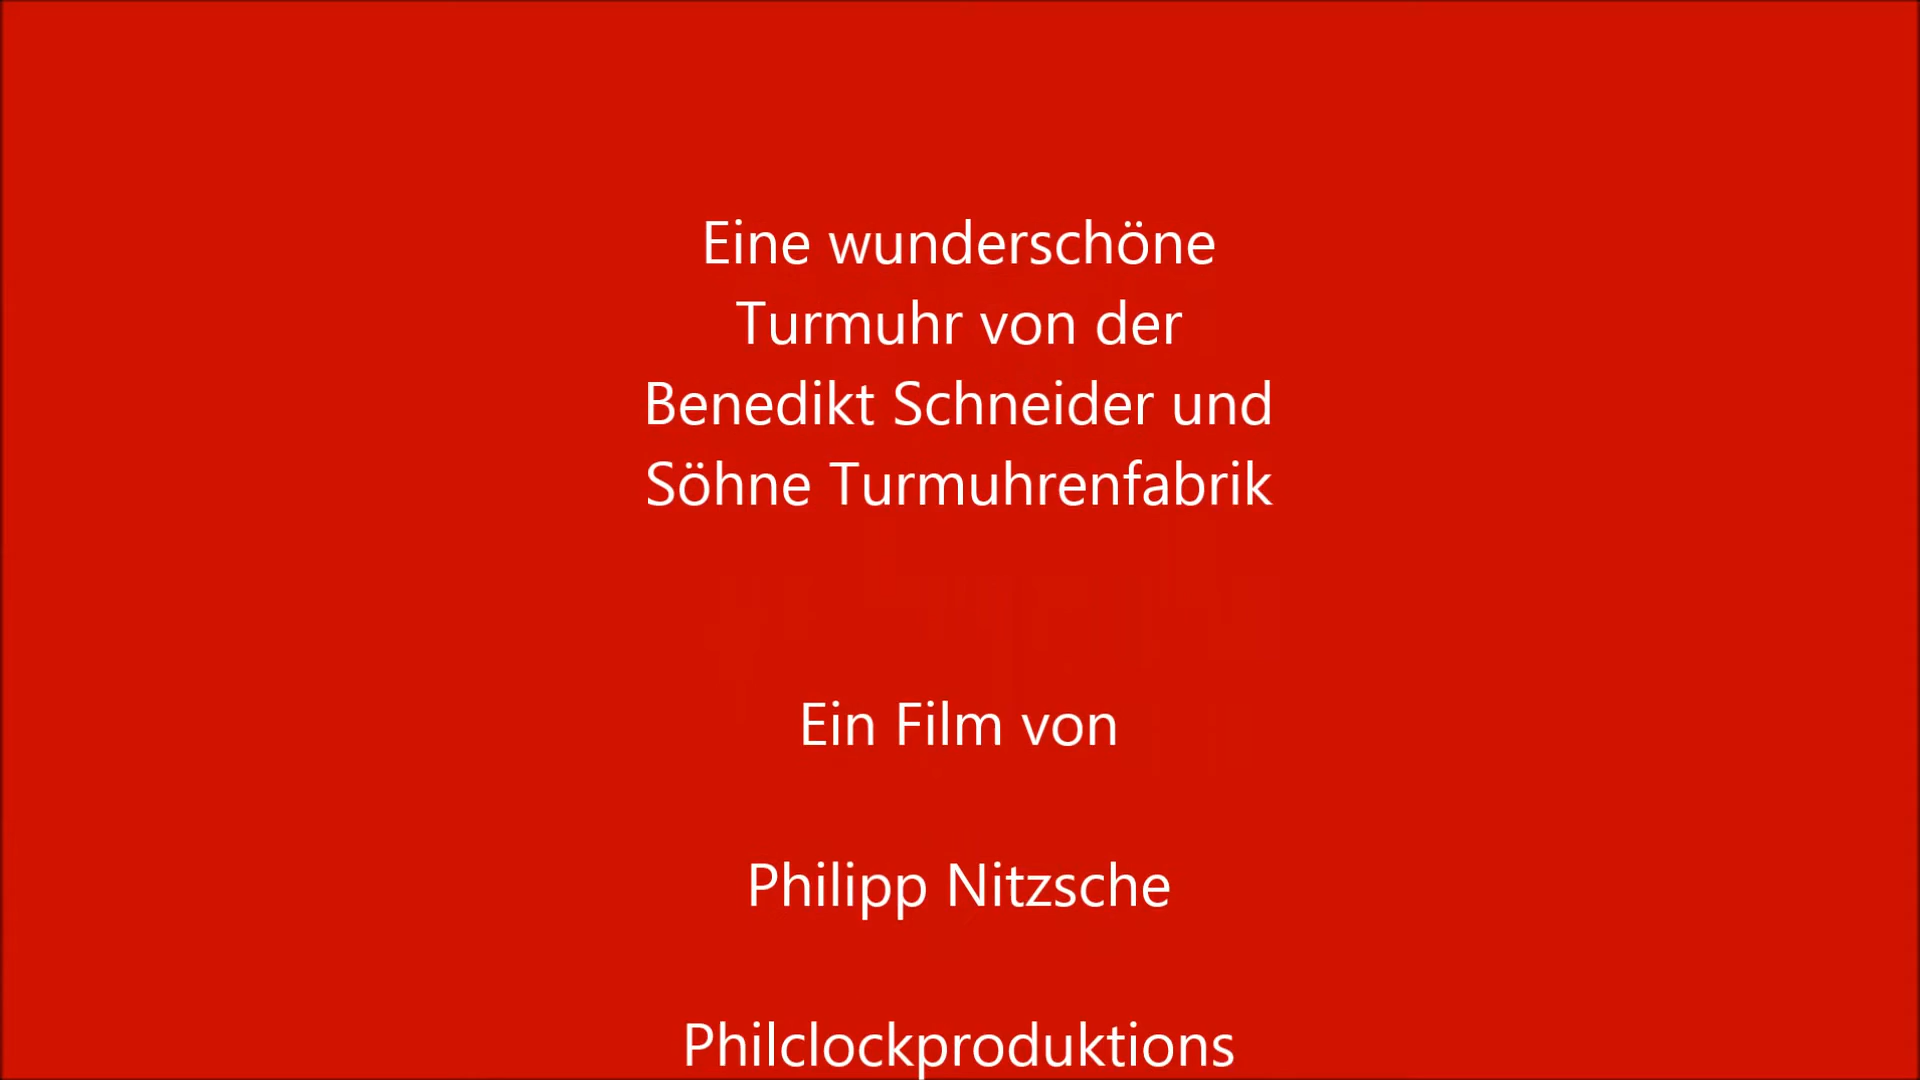 Eine wunderschöne
Turmuhr von der
Benedikt Schneider und
Söhne Turmuhrenfabrik
Ein Film von
Philipp Nitzsche
Philclockproduktions